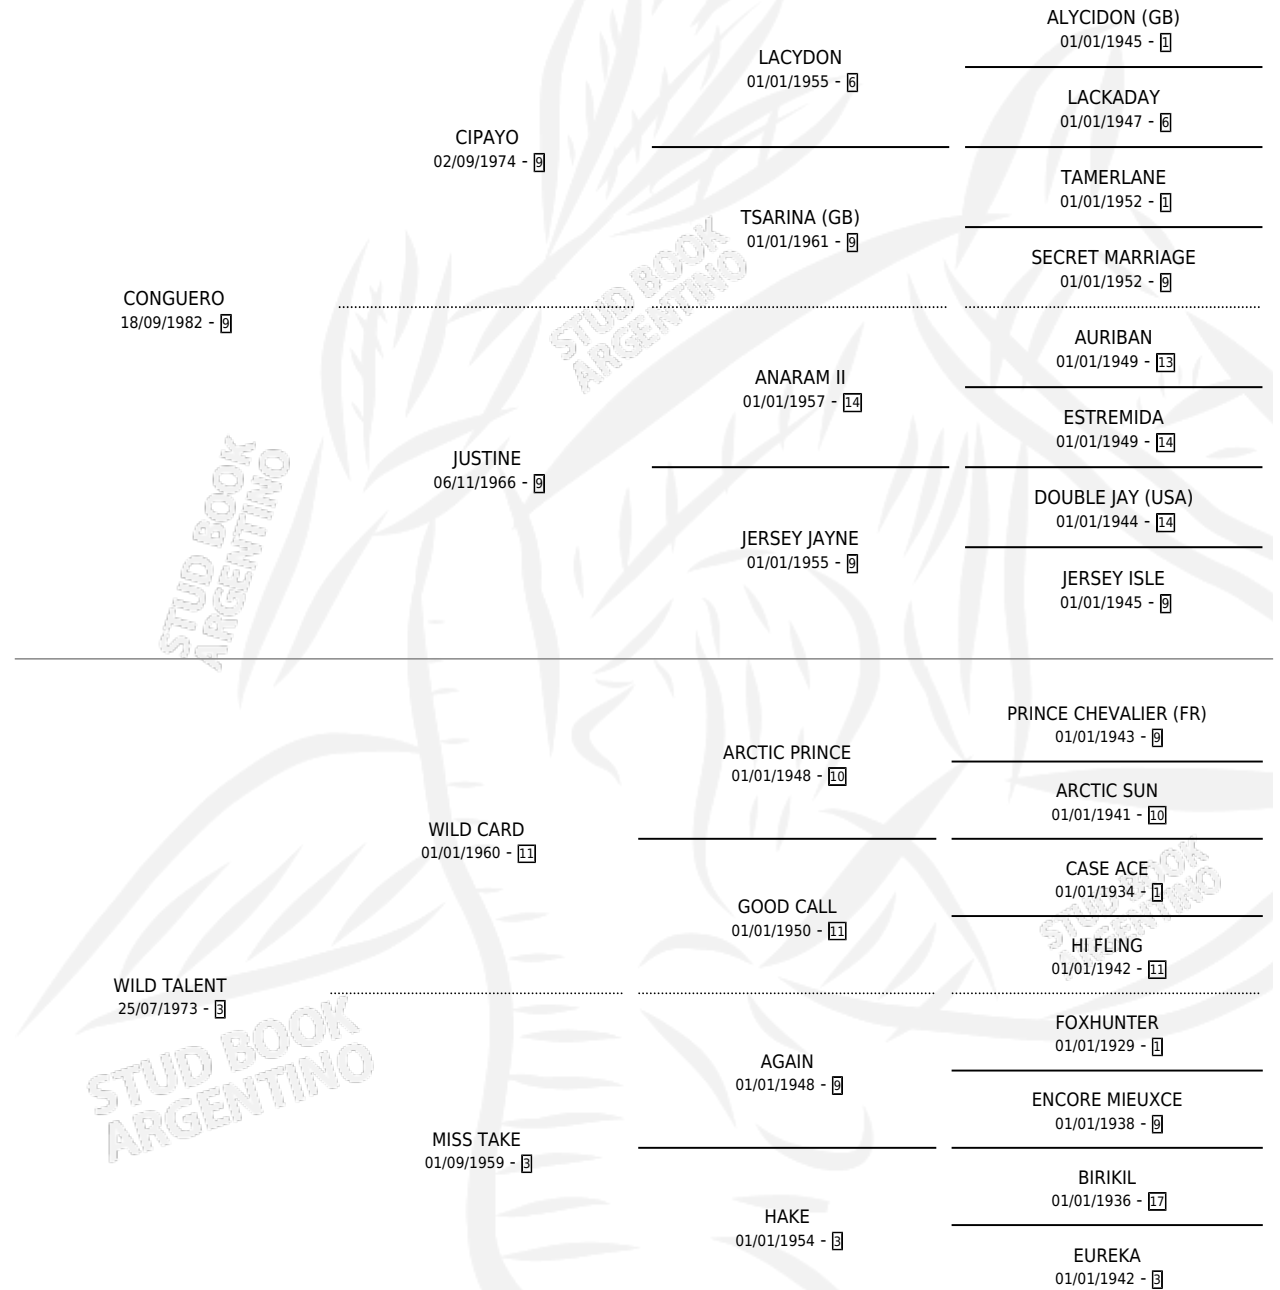 ALYCIDON (GB)
01/01/1945 - 1
LACYDON
01/01/1955 - 6
LACKADAY
01/01/1947 - 6
CIPAYO
02/09/1974 - 9
TAMERLANE
01/01/1952 - 1
TSARINA (GB)
01/01/1961 - 9
SECRET MARRIAGE
01/01/1952 - 9
CONGUERO
18/09/1982 - 9
AURIBAN
01/01/1949 - 13
ANARAM II
01/01/1957 - 14
ESTREMIDA
01/01/1949 - 14
JUSTINE
06/11/1966 - 9
DOUBLE JAY (USA)
01/01/1944 - 14
JERSEY JAYNE
01/01/1955 - 9
JERSEY ISLE
01/01/1945 - 9
PRINCE CHEVALIER (FR)
01/01/1943 - 9
ARCTIC PRINCE
01/01/1948 - 10
ARCTIC SUN
01/01/1941 - 10
WILD CARD
01/01/1960 - 11
CASE ACE
01/01/1934 - 1
GOOD CALL
01/01/1950 - 11
HI FLING
01/01/1942 - 11
WILD TALENT
25/07/1973 - 3
FOXHUNTER
01/01/1929 - 1
AGAIN
01/01/1948 - 9
ENCORE MIEUXCE
01/01/1938 - 9
MISS TAKE
01/09/1959 - 3
BIRIKIL
01/01/1936 - 17
HAKE
01/01/1954 - 3
EUREKA
01/01/1942 - 3
STUD BOOK
ARGENTINO
STUD BOOK
ARGENTINO
STUD BOOK
ARGENTINO
STUD BOOK
ARGENTINO